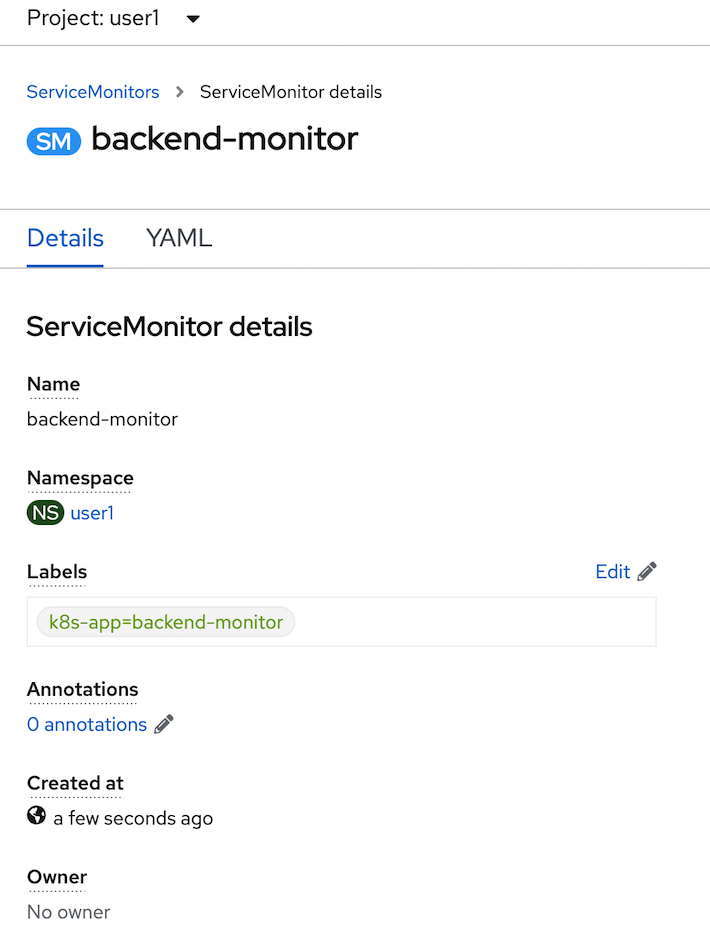 Project: user1
ServiceMonitors > ServiceMonitor details
SM backend-monitor
Details YAML
ServiceMonitor details
Name
backend-monitor
Namespace
NS user1
Labels Edit
k8s-app=backend-monitor
Annotations
0 annotations
Created at
a few seconds ago
Owner
No owner